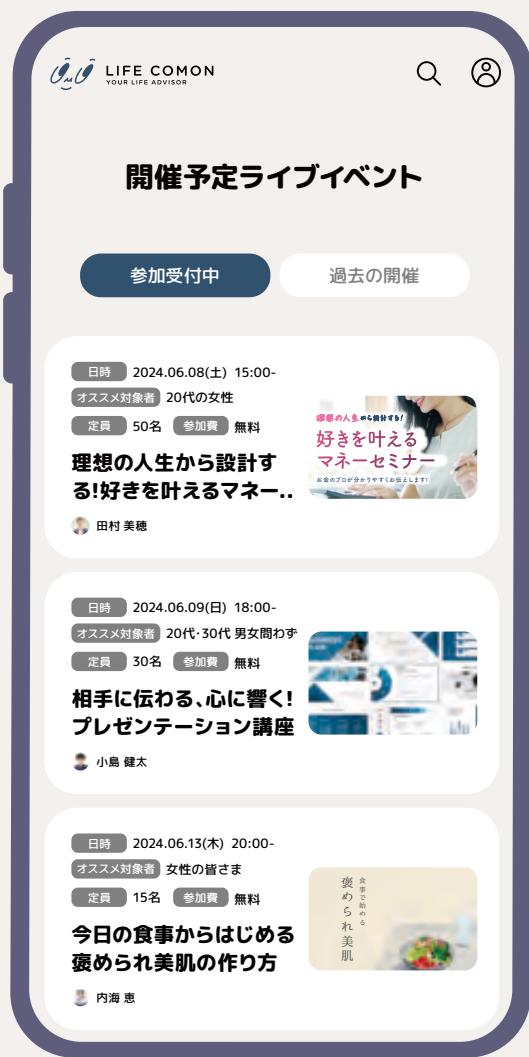 LIFE COMON
YOUR LIFE ADVISOR
開催予定ライブイベント
参加受付中
過去の開催
日時 2024.06.08(土) 15:00-
オススメ対象者 20代の女性
定員 50名 参加費 無料
理想の人生から設計す
る!好きを叶えるマネー..
田村 美穂
理想の人生から設計する!
好きを叶える
マネーセミナー
お金のプロが分かりやすくお伝えします!
日時 2024.06.09(日) 18:00-
オススメ対象者 20代・30代 男女問わず
定員 30名 参加費 無料
相手に伝わる、心に響く!
プレゼンテーション講座
小島 健太
日時 2024.06.13(木) 20:00-
オススメ対象者 女性の皆さま
定員 15名 参加費 無料
今日の食事からはじめる
褒められ美肌の作り方
内海 恵
食事で始める
褒められ美肌